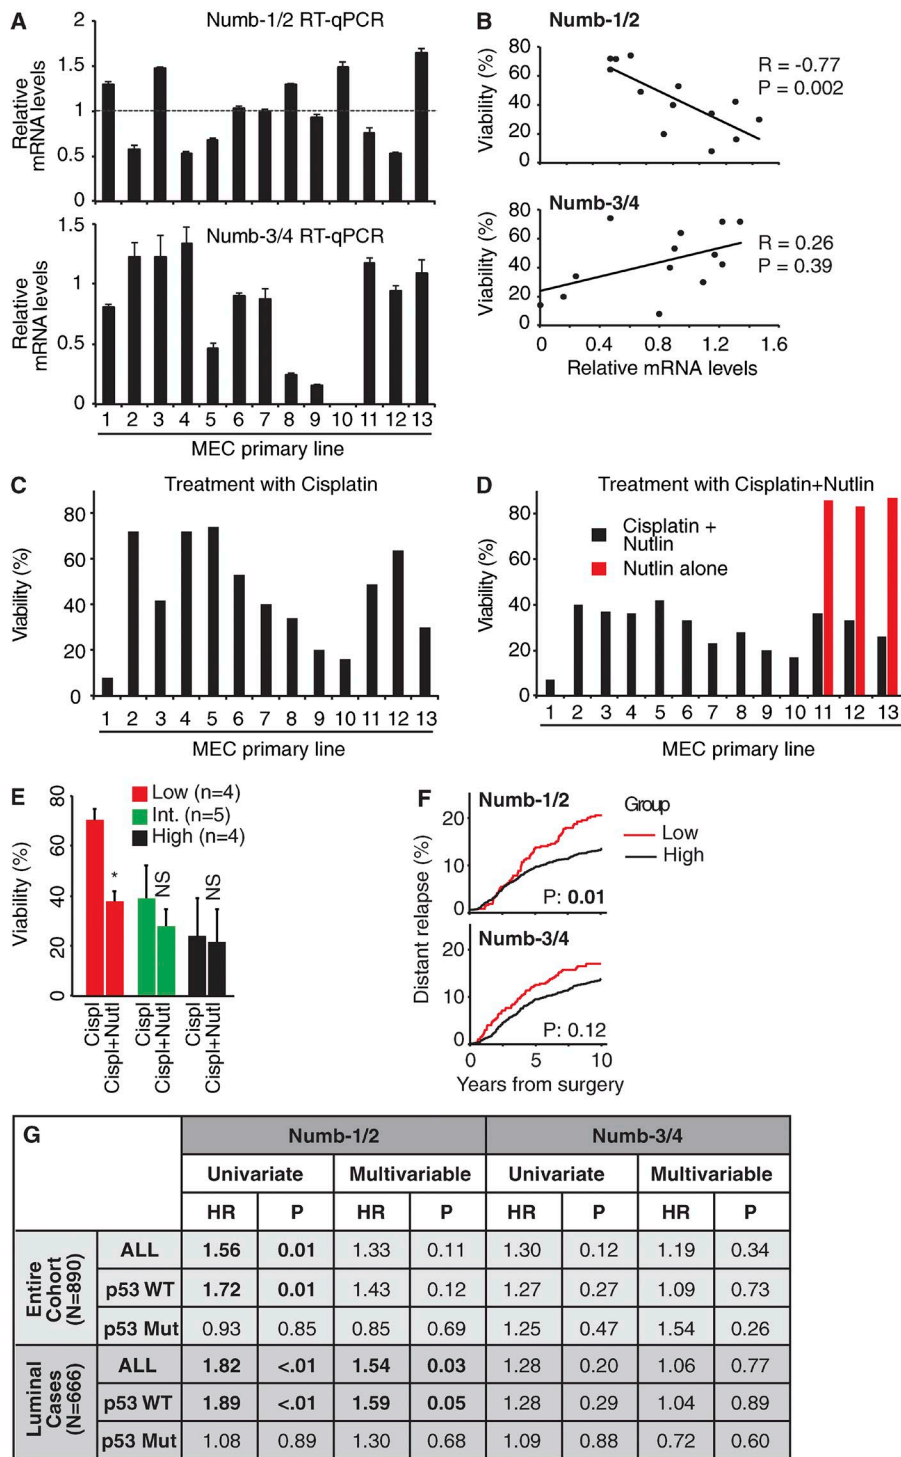 A
Numb-1/2 RT-qPCR
Relative
mRNA levels
2
1.5
1
0.5
0
Numb-3/4 RT-qPCR
Relative
mRNA levels
1.5
1
0.5
0
1 2 3 4 5 6 7 8 9 10 11 12 13
MEC primary line
B
Numb-1/2
Viability (%)
80
60
40
20
0
R = -0.77
P = 0.002
Numb-3/4
Viability (%)
80
60
40
20
0
R = 0.26
P = 0.39
0 0.4 0.8 1.2 1.6
Relative mRNA levels
C
Treatment with Cisplatin
Viability (%)
80
60
40
20
0
1 2 3 4 5 6 7 8 9 10 11 12 13
MEC primary line
D
Treatment with Cisplatin+Nutlin
Cisplatin +
Nutlin
Nutlin alone
Viability (%)
80
60
40
20
0
1 2 3 4 5 6 7 8 9 10 11 12 13
MEC primary line
E
Low (n=4)
Int. (n=5)
High (n=4)
Viability (%)
80
60
40
20
0
*
NS
NS
Cispl
Cispl+Nutl
Cispl
Cispl+Nutl
Cispl
Cispl+Nutl
F
Numb-1/2
Group
Low
High
Distant relapse (%)
20
10
0
P: 0.01
Numb-3/4
20
10
0
P: 0.12
0 5 10
Years from surgery
G
Numb-1/2 Numb-3/4
Univariate Multivariable Univariate Multivariable
HR P HR P HR P HR P
Entire
Cohort
(N=890)
ALL 1.56 0.01 1.33 0.11 1.30 0.12 1.19 0.34
p53 WT 1.72 0.01 1.43 0.12 1.27 0.27 1.09 0.73
p53 Mut 0.93 0.85 0.85 0.69 1.25 0.47 1.54 0.26
Luminal
Cases
(N=666)
ALL 1.82 <.01 1.54 0.03 1.28 0.20 1.06 0.77
p53 WT 1.89 <.01 1.59 0.05 1.28 0.29 1.04 0.89
p53 Mut 1.08 0.89 1.30 0.68 1.09 0.88 0.72 0.60